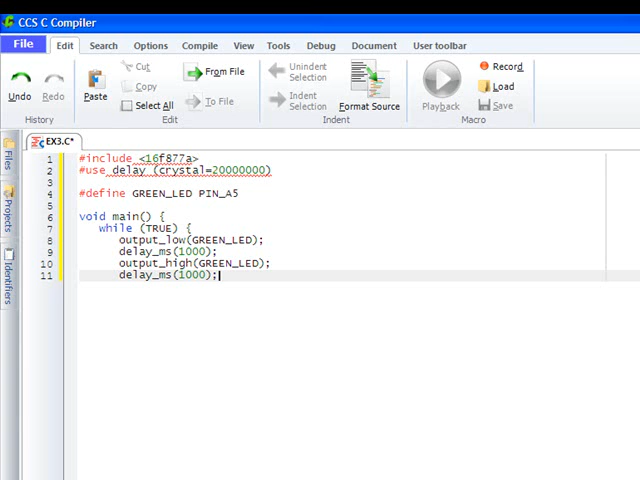 CCS C Compiler
File Edit Search Options Compile View Tools Debug Document User toolbar
Undo Redo Paste Cut Copy Select All From File To File Unindent Selection Indent Selection Format Source Playback Record Load Save
History Edit Indent Macro
EX3.C*
Files
Projects
Identifiers
1 #include <16f877a>
2 #use delay (crystal=20000000)
3
4 #define GREEN_LED PIN_A5
5
6 void main() {
7 while (TRUE) {
8 output_low(GREEN_LED);
9 delay_ms(1000);
10 output_high(GREEN_LED);
11 delay_ms(1000);